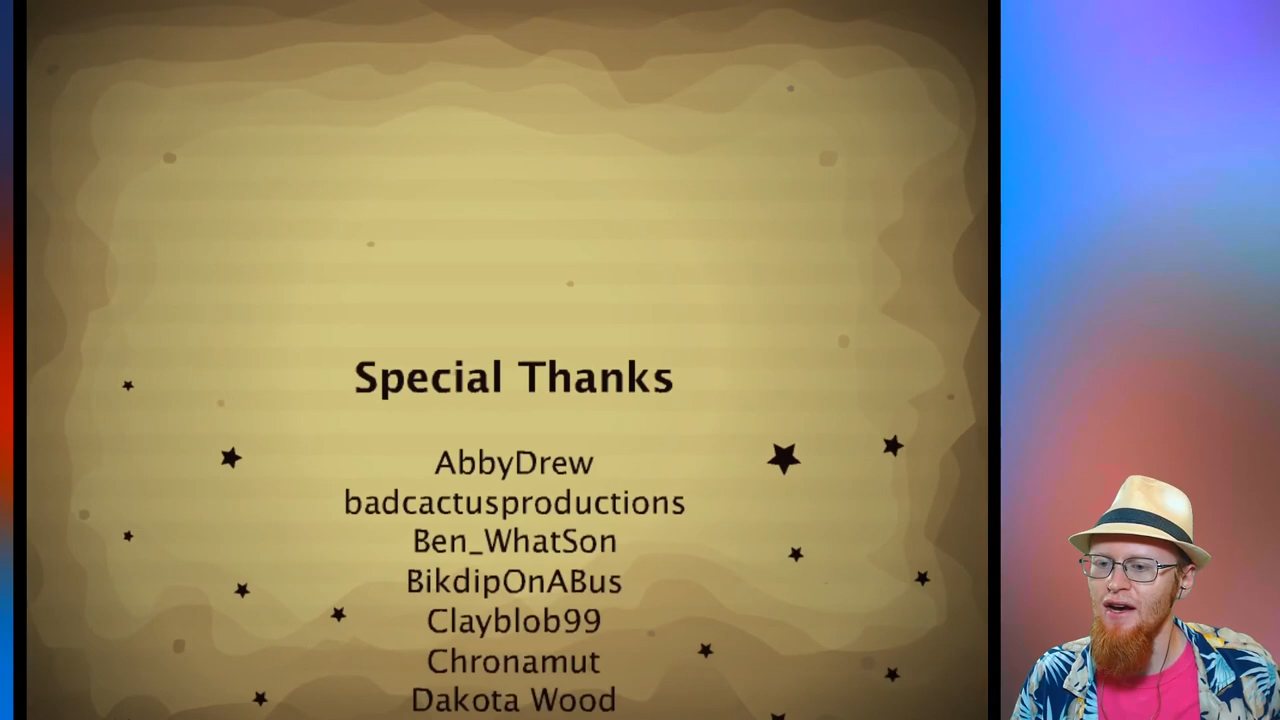 Special Thanks
AbbyDrew
badcactusproductions
Ben_WhatSon
BikdipOnABus
Clayblob99
Chronamut
Dakota Wood